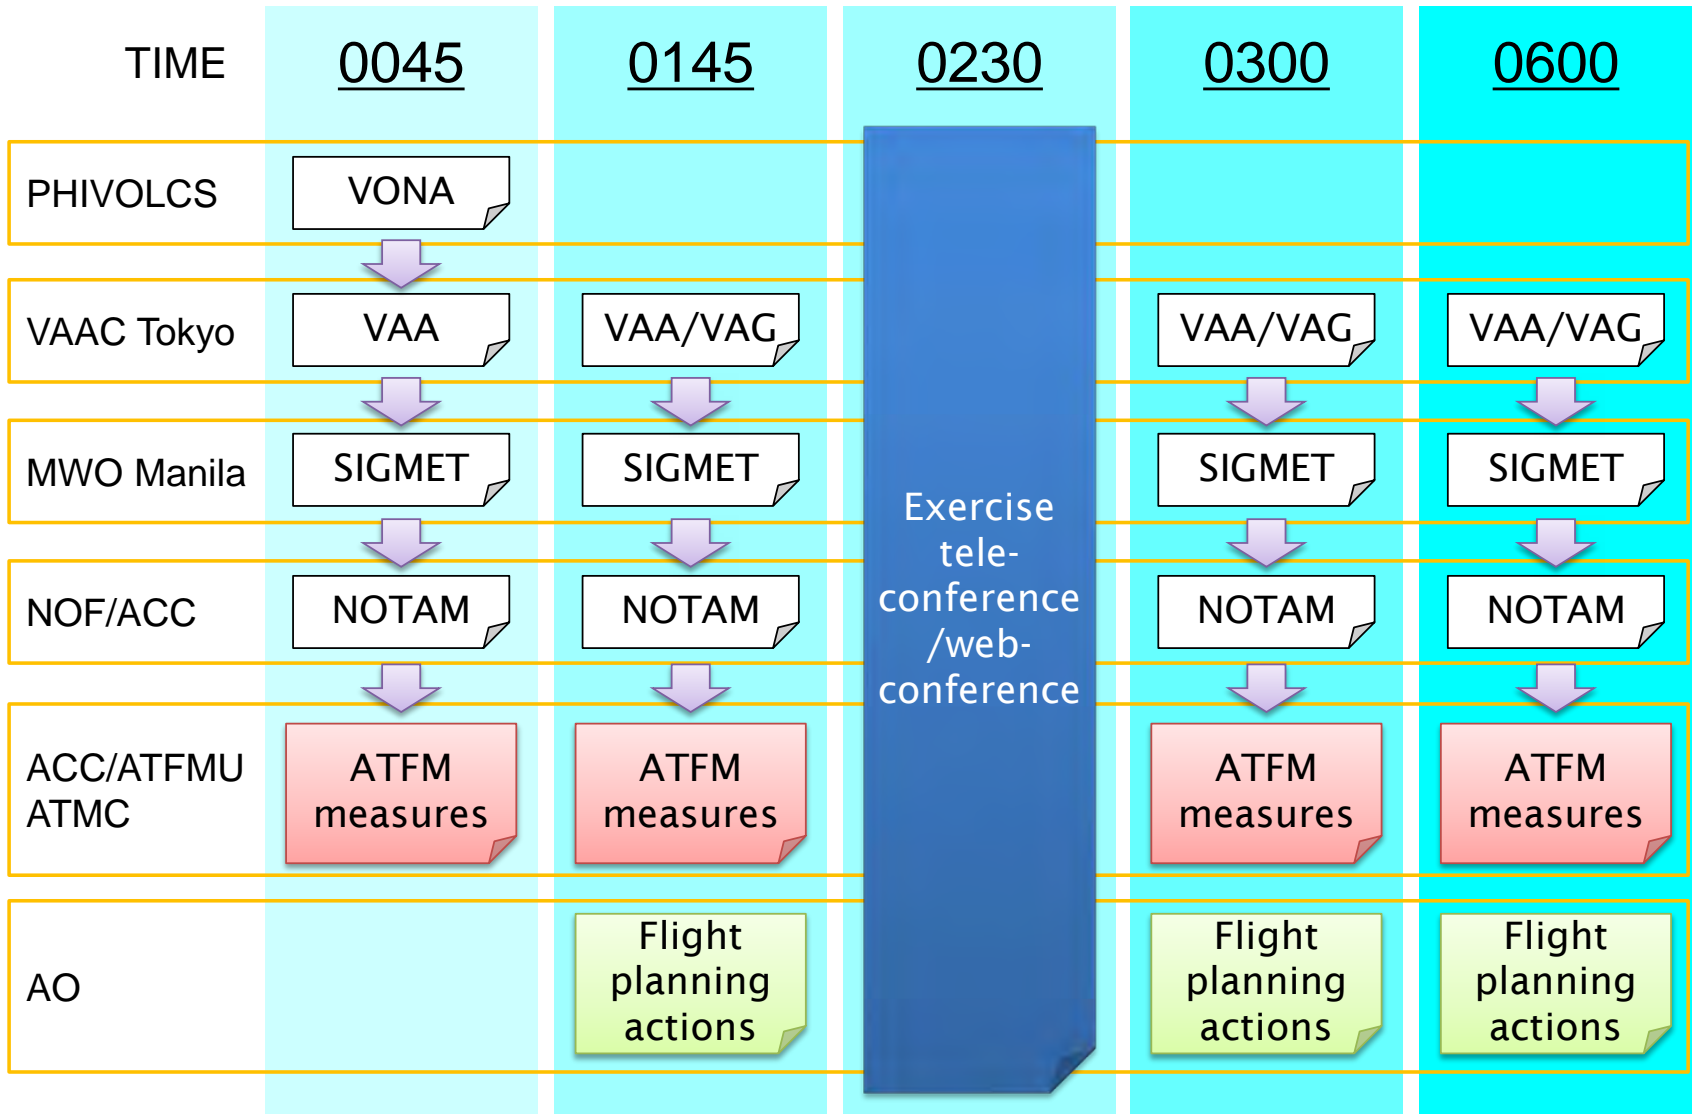 TIME 0045 0145 0230 0300 0600
PHIVOLCS VONA
VAAC Tokyo VAA VAA/VAG VAA/VAG VAA/VAG
MWO Manila SIGMET SIGMET SIGMET SIGMET
NOF/ACC NOTAM NOTAM NOTAM NOTAM
Exercise
tele-
conference
/web-
conference
ACC/ATFMU
ATMC
ATFM
measures
ATFM
measures
ATFM
measures
ATFM
measures
AO
Flight
planning
actions
Flight
planning
actions
Flight
planning
actions